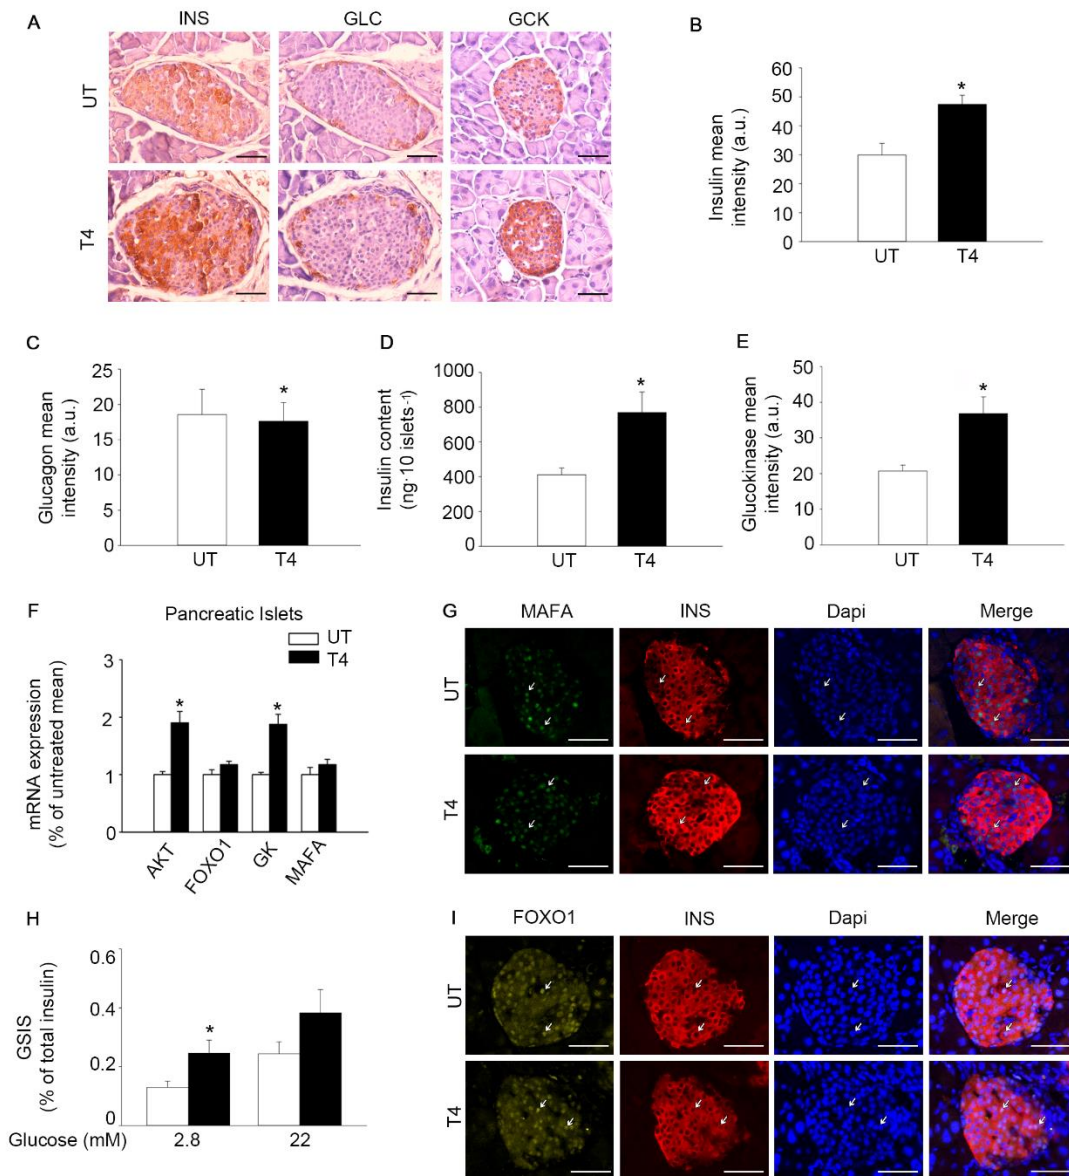 A
INS GLC GCK
UT
T4
B
Insulin mean
intensity (a.u.)
60
50
40
30
20
10
0
*
UT T4
C
Glucagon mean
intensity (a.u.)
25
20
15
10
5
0
*
UT T4
D
Insulin content
(ng·10 islets⁻¹)
1000
800
600
400
200
0
*
UT T4
E
Glucokinase mean
intensity (a.u.)
50
40
30
20
10
0
*
UT T4
F
Pancreatic Islets
UT
T4
mRNA expression
(% of untreated mean)
3
2
1
0
* *
AKT FOXO1 GK MAFA
G
MAFA INS Dapi Merge
UT
T4
H
GSIS
(% of total insulin)
0.6
0.4
0.2
0
*
Glucose (mM) 2.8 22
I
FOXO1 INS Dapi Merge
UT
T4